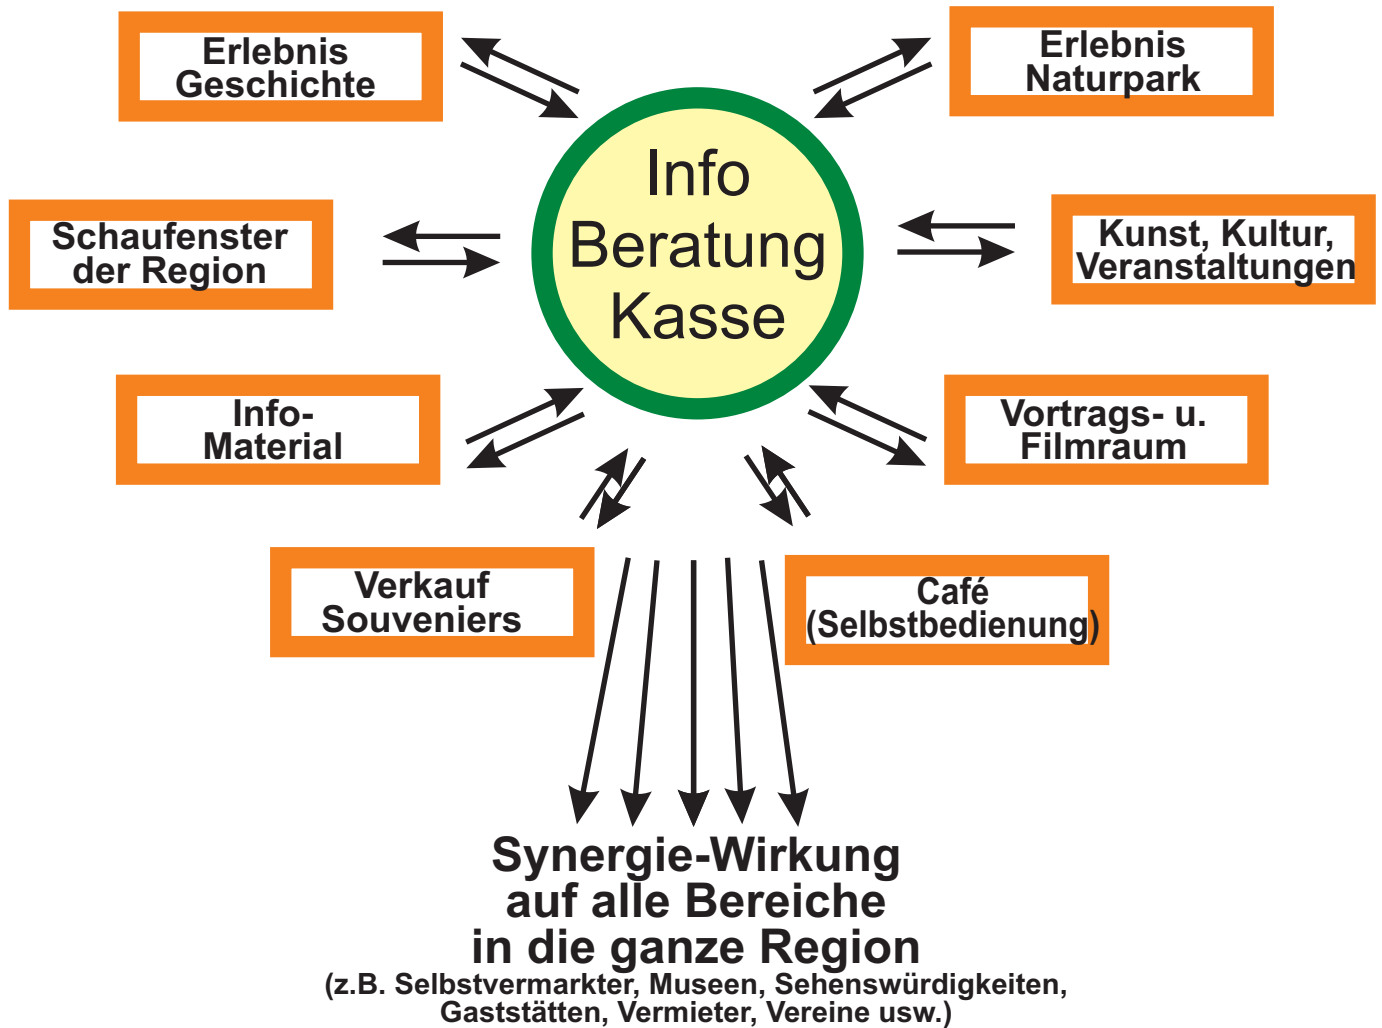 Erlebnis
Geschichte
Erlebnis
Naturpark
Info
Beratung
Kasse
Schaufenster
der Region
Kunst, Kultur,
Veranstaltungen
Info-
Material
Vortrags- u.
Filmraum
Verkauf
Souveniers
Café
(Selbstbedienung)
Synergie-Wirkung
auf alle Bereiche
in die ganze Region
(z.B. Selbstvermarkter, Museen, Sehenswürdigkeiten,
Gaststätten, Vermieter, Vereine usw.)